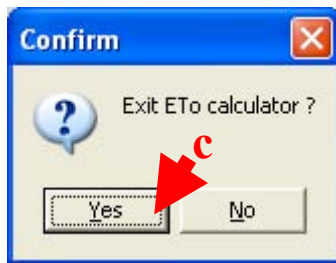 Confirm
Exit ETo calculator ?
c
Yes
No